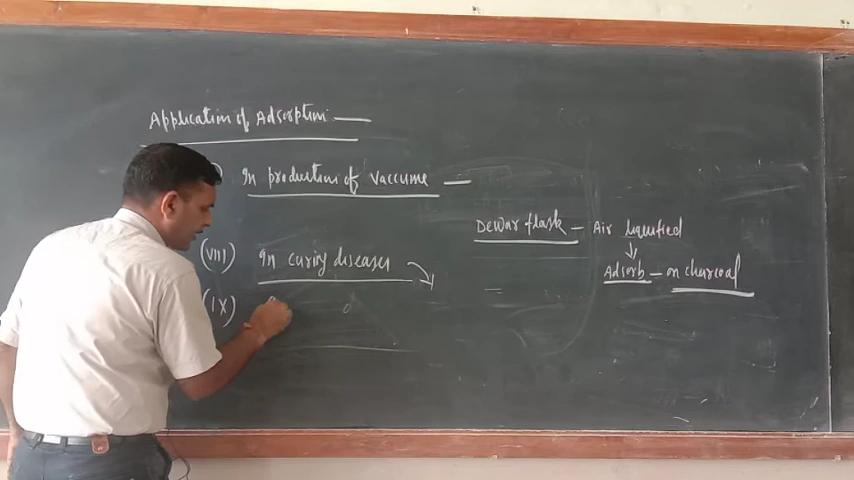 Application of Adsorption —
) In production of vaccume —
Dewar flask — Air liquified
(VIII) In curing diseases
Adsorb — on charcoal
(IX)